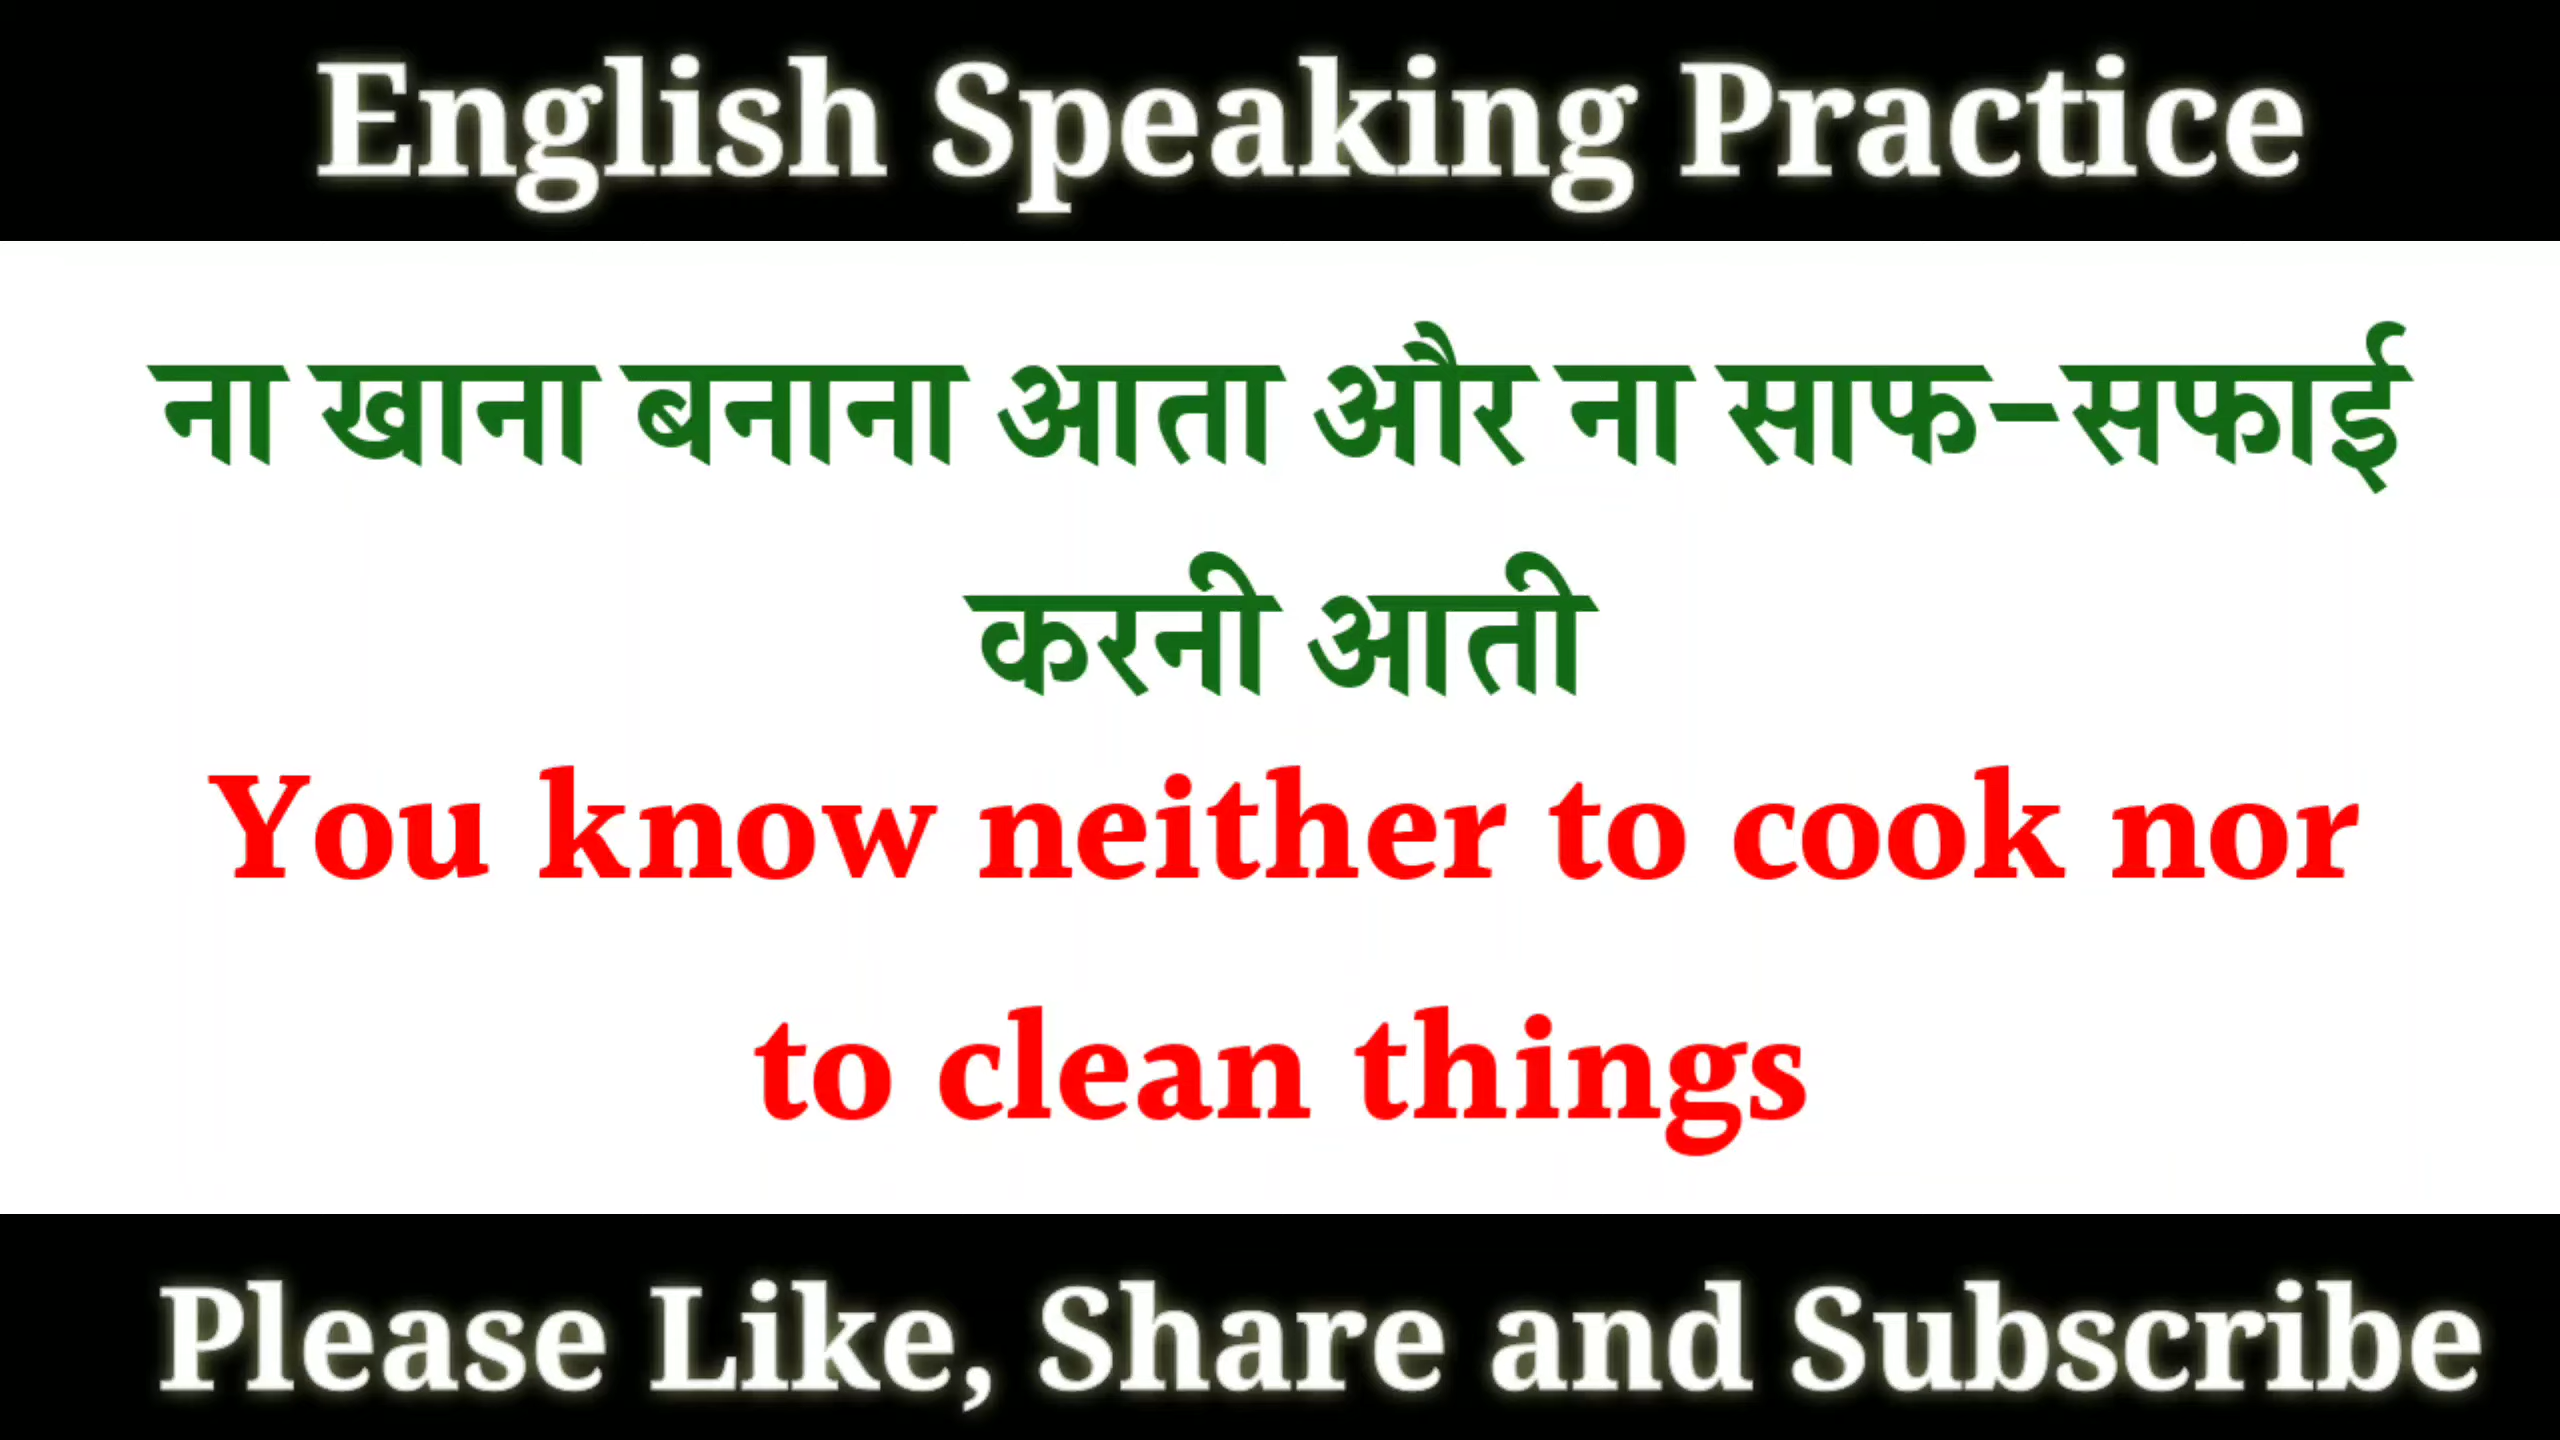 English Speaking Practice
ना खाना बनाना आता और ना साफ-सफाई
करनी आती
You know neither to cook nor
to clean things
Please Like, Share and Subscribe